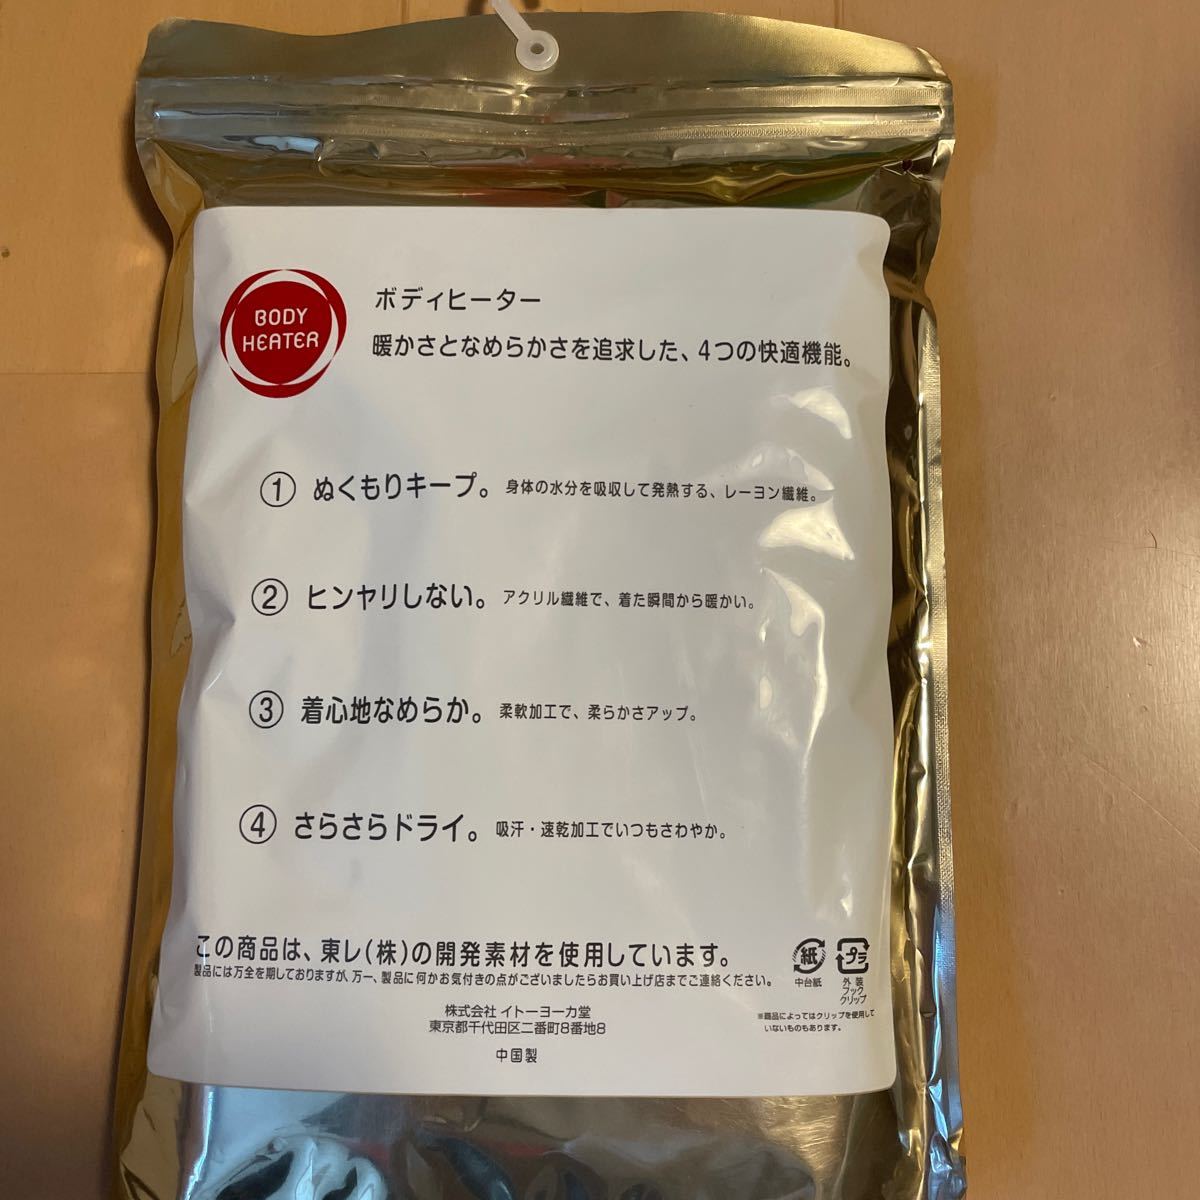 BODY
HEATER
ボディヒーター
暖かさとなめらかさを追求した、4つの快適機能。
① ぬくもりキープ。 身体の水分を吸収して発熱する、レーヨン繊維。
② ヒンヤリしない。 アクリル繊維で、着た瞬間から暖かい。
③ 着心地なめらか。 柔軟加工で、柔らかさアップ。
④ さらさらドライ。 吸汗・速乾加工でいつもさわやか。
この商品は、東レ(株)の開発素材を使用しています。
製品には万全を期しておりますが、万一、製品に何かお気付きの点がございましたらお買い上げ店までご連絡ください。
株式会社 イトーヨーカ堂
東京都千代田区二番町8番地8
中国製
紙
中台紙
プラ
外装
フック
クリップ
※商品によってはクリップを使用して
いないものもあります。